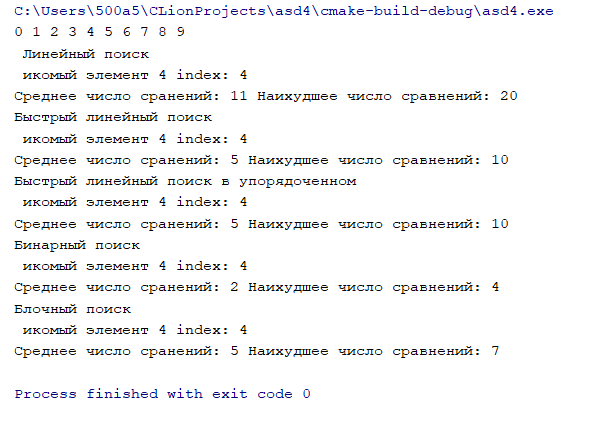 C:\Users\500a5\CLionProjects\asd4\cmake-build-debug\asd4.exe
0 1 2 3 4 5 6 7 8 9
Линейный поиск
икомый элемент 4 index: 4
Среднее число сранений: 11 Наихудшее число сравнений: 20
Быстрый линейный поиск
икомый элемент 4 index: 4
Среднее число сранений: 5 Наихудшее число сравнений: 10
Быстрый линейный поиск в упорядоченном
икомый элемент 4 index: 4
Среднее число сранений: 5 Наихудшее число сравнений: 10
Бинарный поиск
икомый элемент 4 index: 4
Среднее число сранений: 2 Наихудшее число сравнений: 4
Блочный поиск
икомый элемент 4 index: 4
Среднее число сранений: 5 Наихудшее число сравнений: 7
Process finished with exit code 0